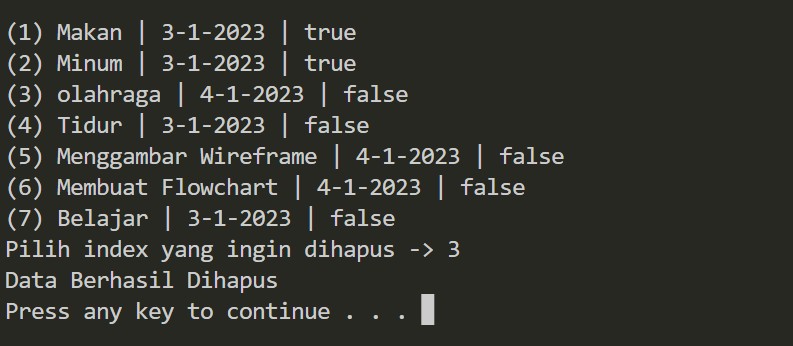 (1) Makan | 3-1-2023 | true
(2) Minum | 3-1-2023 | true
(3) olahraga | 4-1-2023 | false
(4) Tidur | 3-1-2023 | false
(5) Menggambar Wireframe | 4-1-2023 | false
(6) Membuat Flowchart | 4-1-2023 | false
(7) Belajar | 3-1-2023 | false
Pilih index yang ingin dihapus -> 3
Data Berhasil Dihapus
Press any key to continue . . .